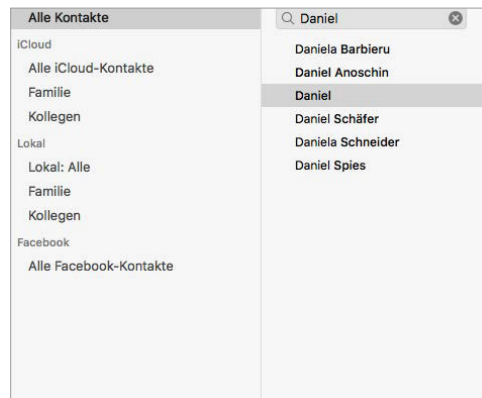 Alle Kontakte
iCloud
Alle iCloud-Kontakte
Familie
Kollegen
Lokal
Lokal: Alle
Familie
Kollegen
Facebook
Alle Facebook-Kontakte
Daniel
Daniela Barbieru
Daniel Anoschin
Daniel
Daniel Schäfer
Daniela Schneider
Daniel Spies